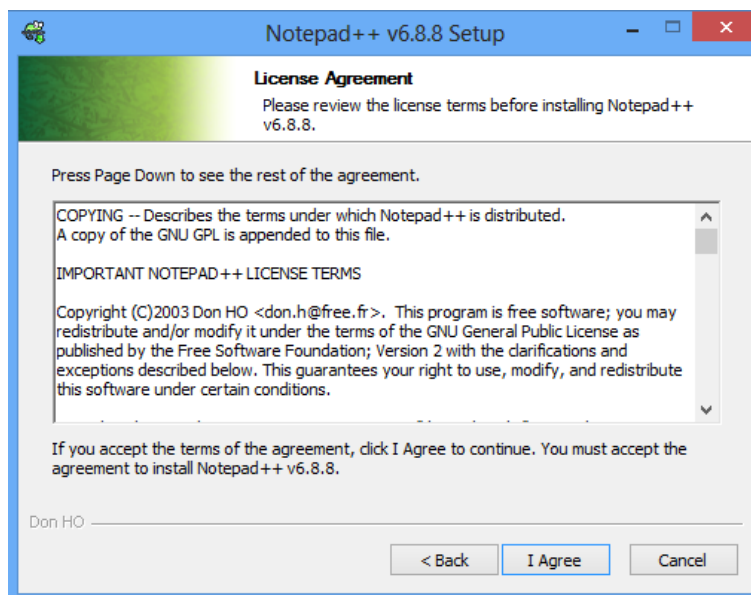 Notepad++ v6.8.8 Setup
License Agreement
Please review the license terms before installing Notepad++
v6.8.8.
Press Page Down to see the rest of the agreement.
COPYING -- Describes the terms under which Notepad++ is distributed.
A copy of the GNU GPL is appended to this file.
IMPORTANT NOTEPAD++ LICENSE TERMS
Copyright (C)2003 Don HO <don.h@free.fr>. This program is free software; you may
redistribute and/or modify it under the terms of the GNU General Public License as
published by the Free Software Foundation; Version 2 with the clarifications and
exceptions described below. This guarantees your right to use, modify, and redistribute
this software under certain conditions.
If you accept the terms of the agreement, click I Agree to continue. You must accept the
agreement to install Notepad++ v6.8.8.
Don HO
< Back
I Agree
Cancel